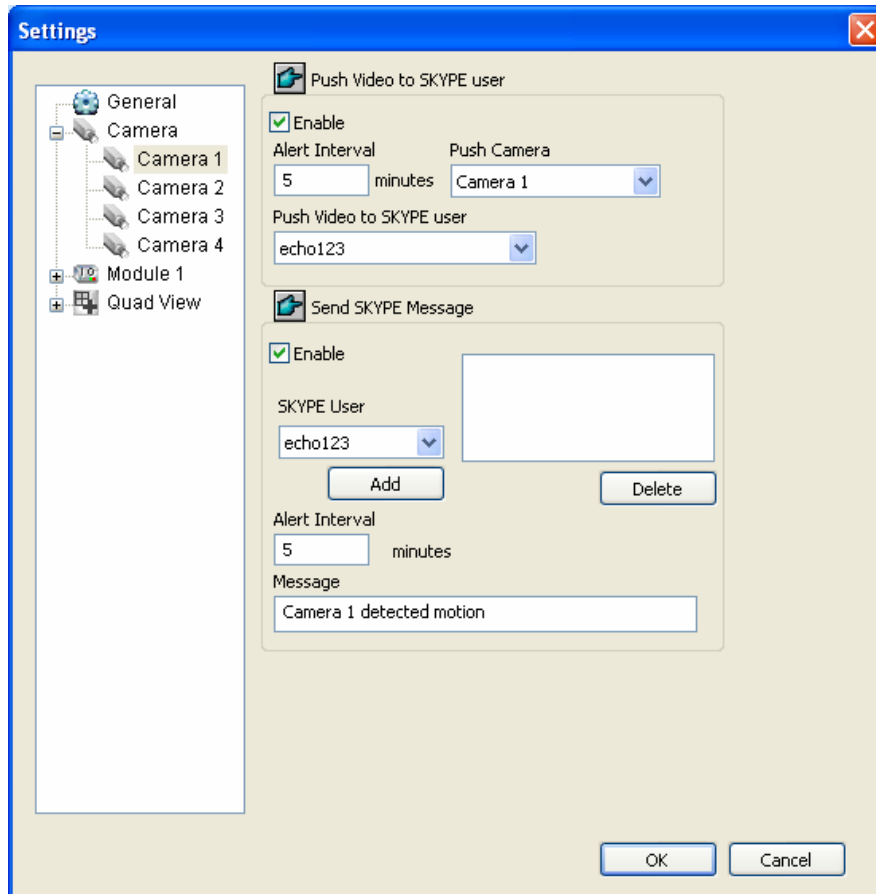 Settings
General
Camera
Camera 1
Camera 2
Camera 3
Camera 4
Module 1
Quad View
Push Video to SKYPE user
Enable
Alert Interval
Push Camera
5 minutes
Camera 1
Push Video to SKYPE user
echo123
Send SKYPE Message
Enable
SKYPE User
echo123
Add
Delete
Alert Interval
5 minutes
Message
Camera 1 detected motion
OK
Cancel